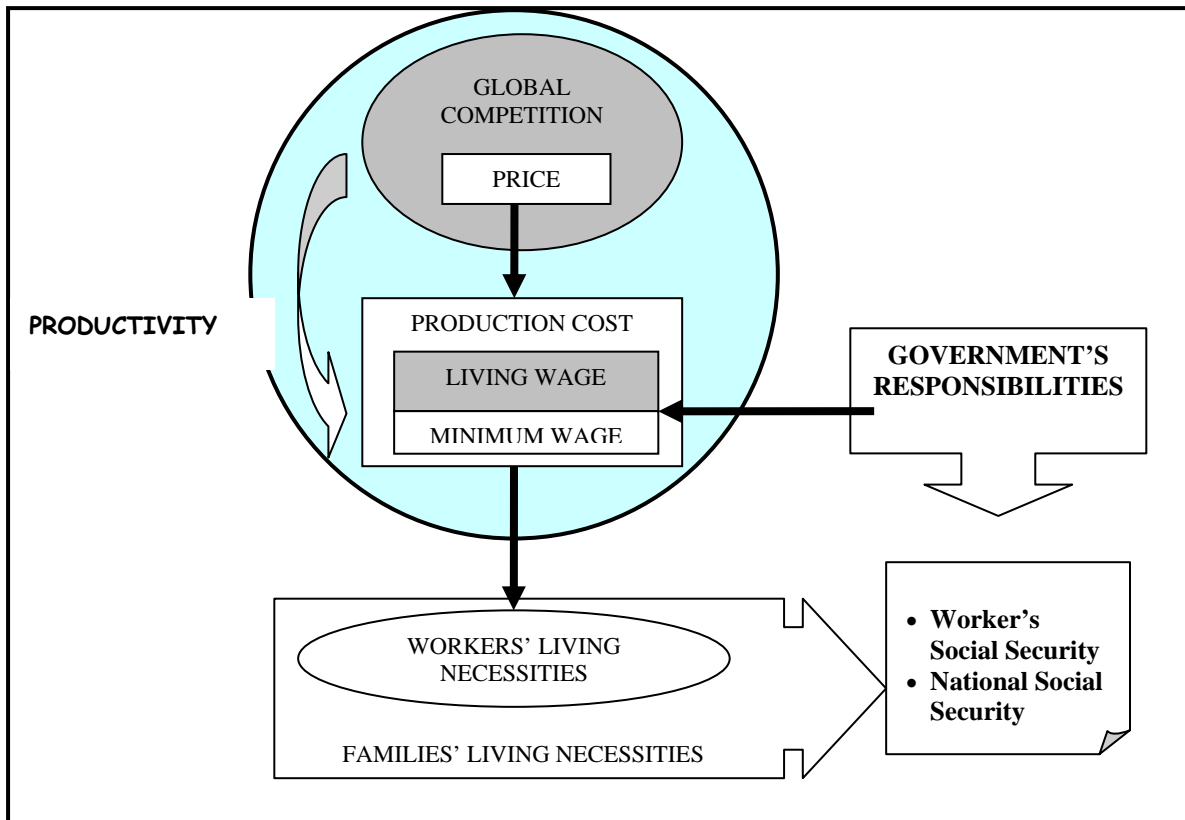 GLOBAL
COMPETITION
PRICE
PRODUCTIVITY
PRODUCTION COST
LIVING WAGE
MINIMUM WAGE
GOVERNMENT’S
RESPONSIBILITIES
WORKERS’ LIVING
NECESSITIES
FAMILIES’ LIVING NECESSITIES
• Worker’s
Social Security
• National Social
Security